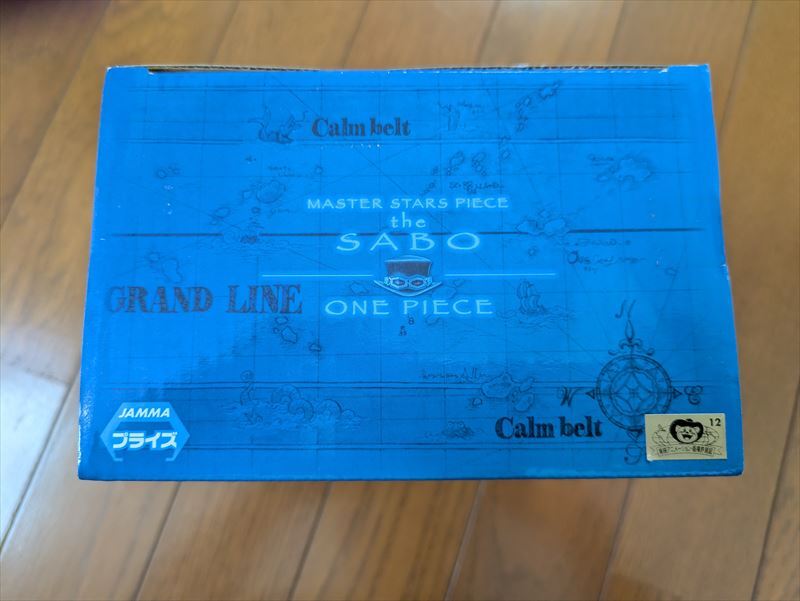 Calm belt
MASTER STARS PIECE
the
SABO
GRAND LINE
ONE PIECE
Calm belt
N
W
E
JAMMA
プライズ
12